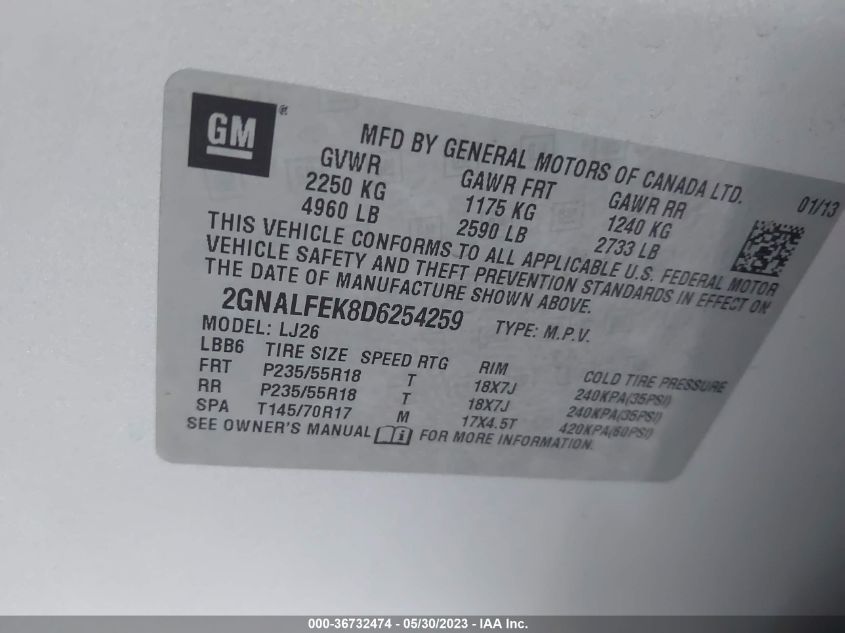 GM ®
MFD BY GENERAL MOTORS OF CANADA LTD.
01/13
GVWR GAWR FRT GAWR RR
2250 KG 1175 KG 1240 KG
4960 LB 2590 LB 2733 LB
THIS VEHICLE CONFORMS TO ALL APPLICABLE U.S. FEDERAL MOTOR
VEHICLE SAFETY AND THEFT PREVENTION STANDARDS IN EFFECT ON
THE DATE OF MANUFACTURE SHOWN ABOVE.
2GNALFEK8D6254259 TYPE: M.P.V.
MODEL: LJ26
LBB6 TIRE SIZE SPEED RTG RIM COLD TIRE PRESSURE
FRT P235/55R18 T 18X7J 240KPA(35PSI)
RR P235/55R18 T 18X7J 240KPA(35PSI)
SPA T145/70R17 M 17X4.5T 420KPA(60PSI)
SEE OWNER'S MANUAL FOR MORE INFORMATION.
000-36732474 - 05/30/2023 - IAA Inc.